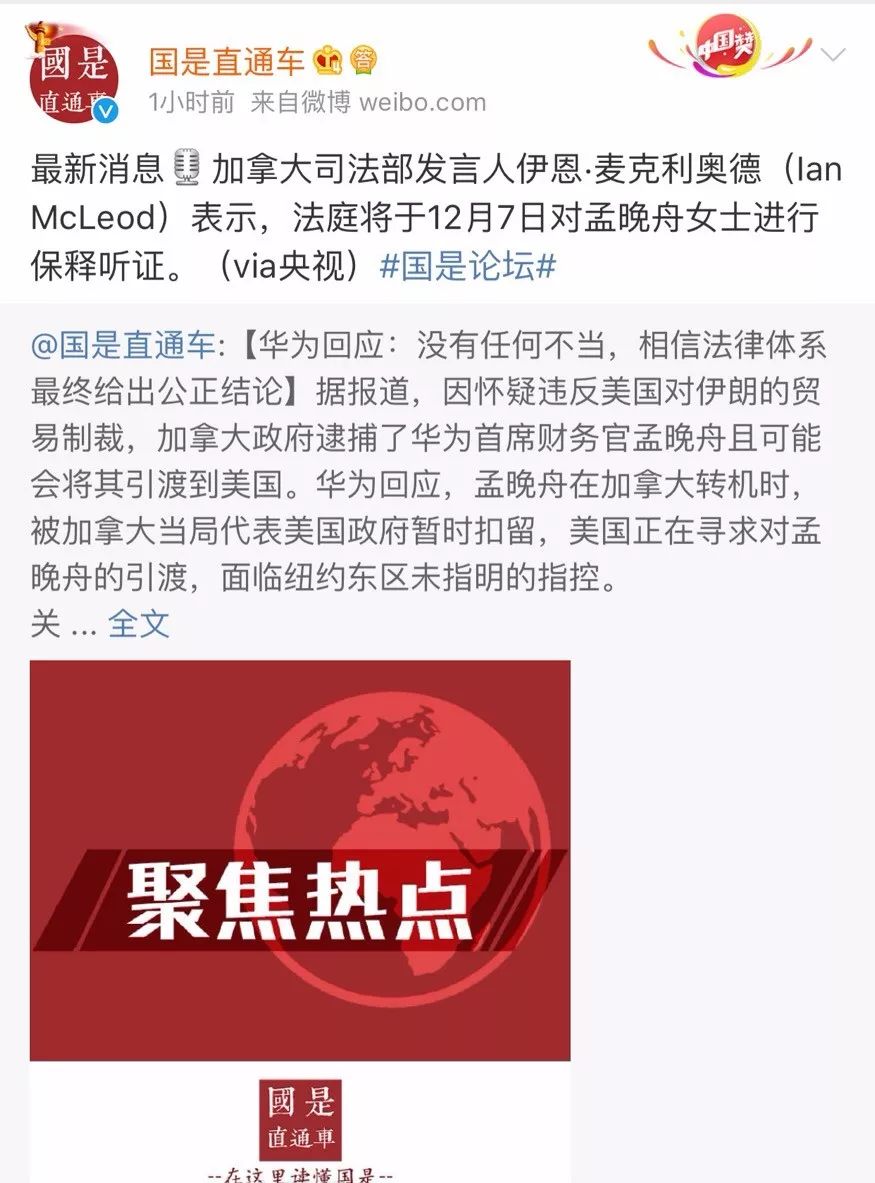 國是
直通車
国是直通车
中国赞
1小时前 来自微博 weibo.com
最新消息🎙️加拿大司法部发言人伊恩·麦克利奥德（Ian
McLeod）表示，法庭将于12月7日对孟晚舟女士进行
保释听证。（via央视）#国是论坛#
@国是直通车:【华为回应：没有任何不当，相信法律体系
最终给出公正结论】据报道，因怀疑违反美国对伊朗的贸
易制裁，加拿大政府逮捕了华为首席财务官孟晚舟且可能
会将其引渡到美国。华为回应，孟晚舟在加拿大转机时，
被加拿大当局代表美国政府暂时扣留，美国正在寻求对孟
晚舟的引渡，面临纽约东区未指明的指控。
关 ... 全文
聚焦热点
國是
直通車
--在这里读懂国是--